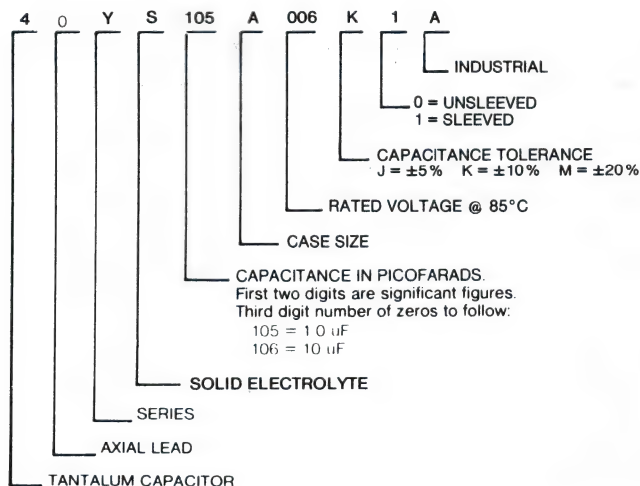 4 0 Y S 105 A 006 K 1 A
INDUSTRIAL
0 = UNSLEEVED
1 = SLEEVED
CAPACITANCE TOLERANCE
J = ±5% K = ±10% M = ±20%
RATED VOLTAGE @ 85°C
CASE SIZE
CAPACITANCE IN PICOFARADS.
First two digits are significant figures.
Third digit number of zeros to follow:
105 = 1 0 uF
106 = 10 uF
SOLID ELECTROLYTE
SERIES
AXIAL LEAD
TANTALUM CAPACITOR